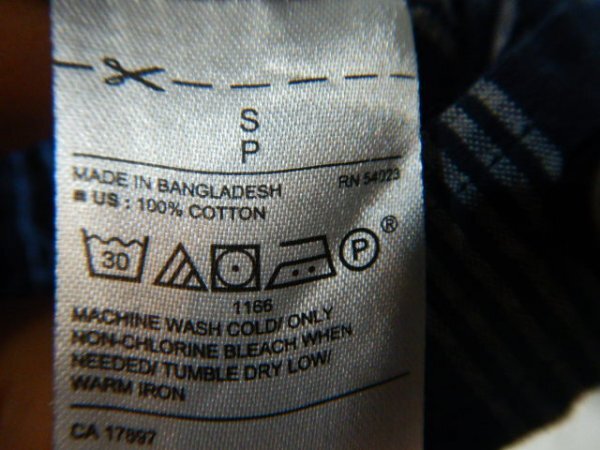 S
P
MADE IN BANGLADESH RN 54023
US : 100% COTTON
30 P ®
1166
MACHINE WASH COLD/ ONLY
NON-CHLORINE BLEACH WHEN
NEEDED/ TUMBLE DRY LOW/
WARM IRON
CA 17897